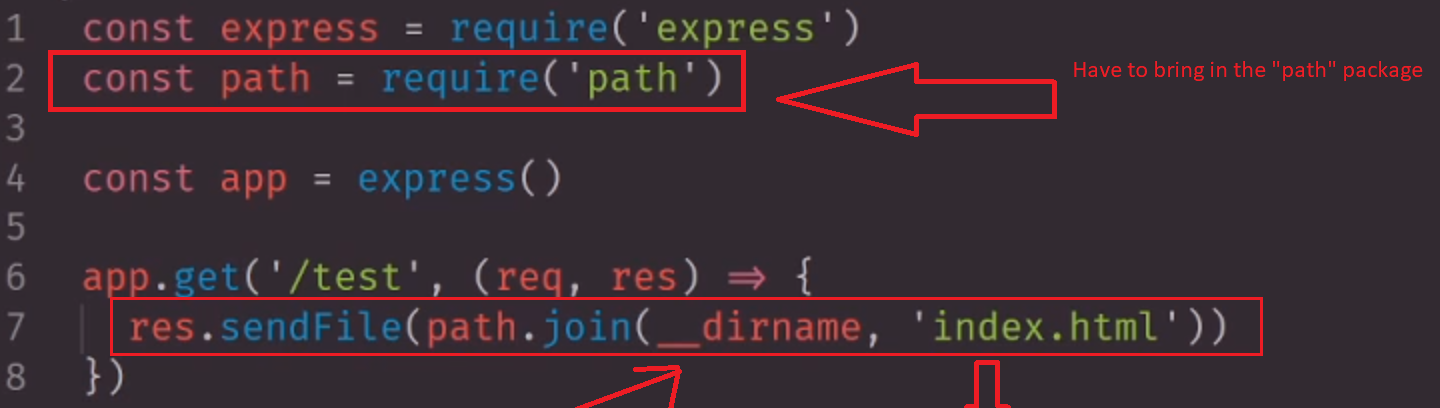 1 const express = require('express')
2 const path = require('path')
Have to bring in the "path" package
3
4 const app = express()
5
6 app.get('/test', (req, res) => {
7 res.sendFile(path.join(__dirname, 'index.html'))
8 })